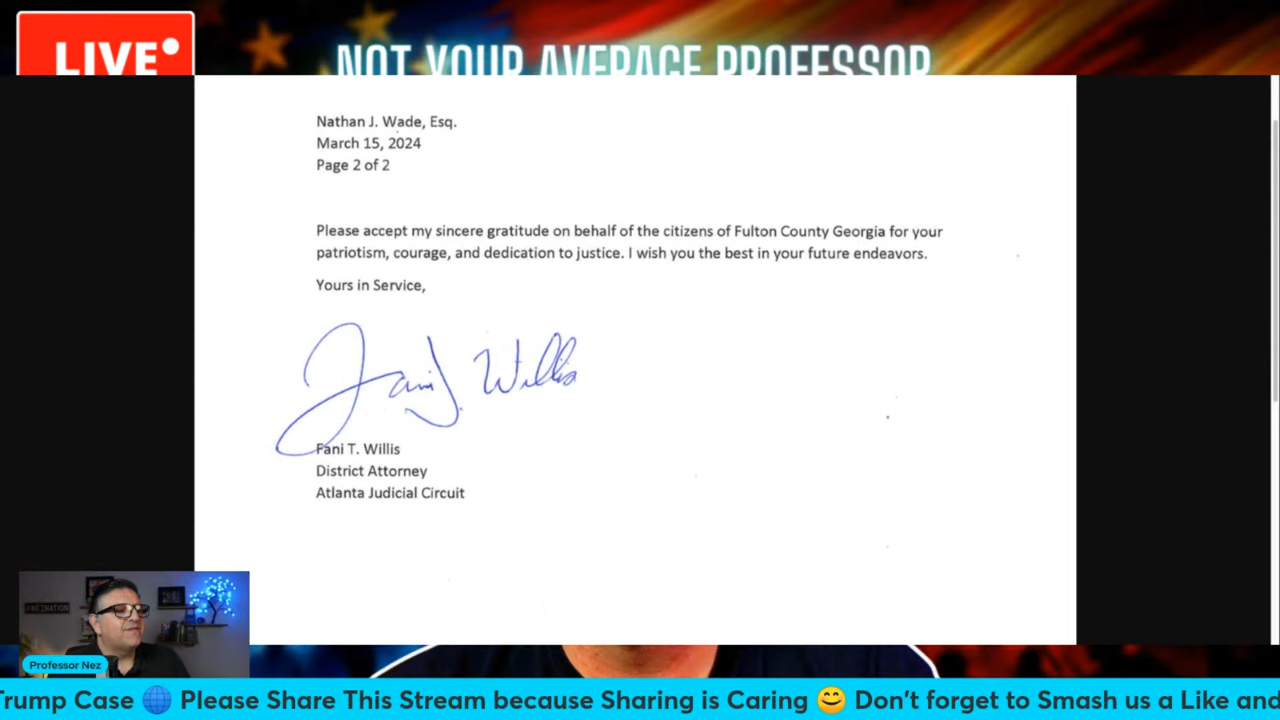 LIVE
NOT YOUR AVERAGE PROFESSOR
Nathan J. Wade, Esq.
March 15, 2024
Page 2 of 2
Please accept my sincere gratitude on behalf of the citizens of Fulton County Georgia for your
patriotism, courage, and dedication to justice. I wish you the best in your future endeavors.
Yours in Service,
Fani T. Willis
Fani T. Willis
District Attorney
Atlanta Judicial Circuit
#NEZNATION
Professor Nez
Trump Case 🌐 Please Share This Stream because Sharing is Caring 😊 Don't forget to Smash us a Like and